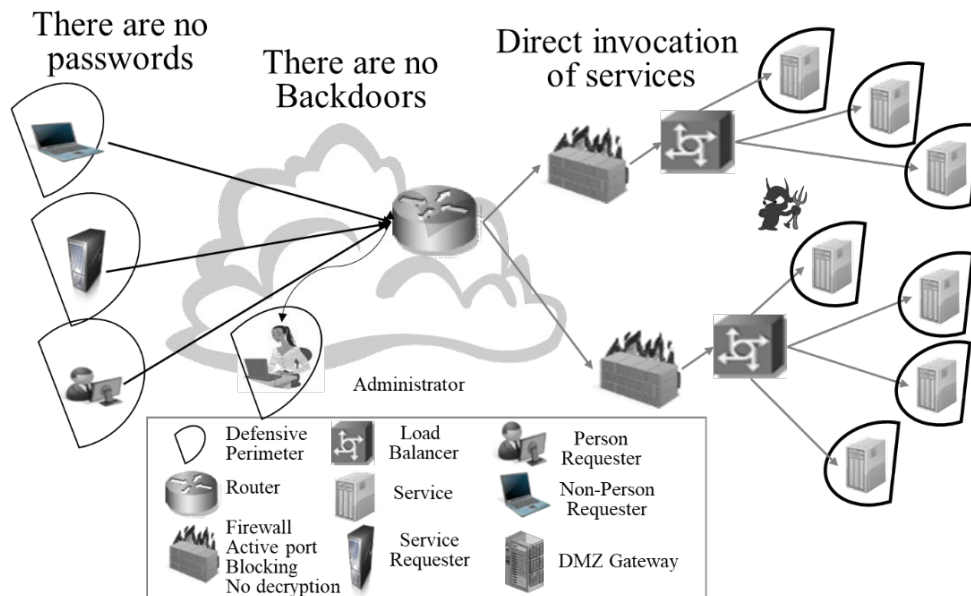 There are no
passwords
There are no
Backdoors
Direct invocation
of services
Administrator
Defensive
Perimeter
Load
Balancer
Person
Requester
Router
Service
Non-Person
Requester
Firewall
Active port
Blocking
No decryption
Service
Requester
DMZ Gateway